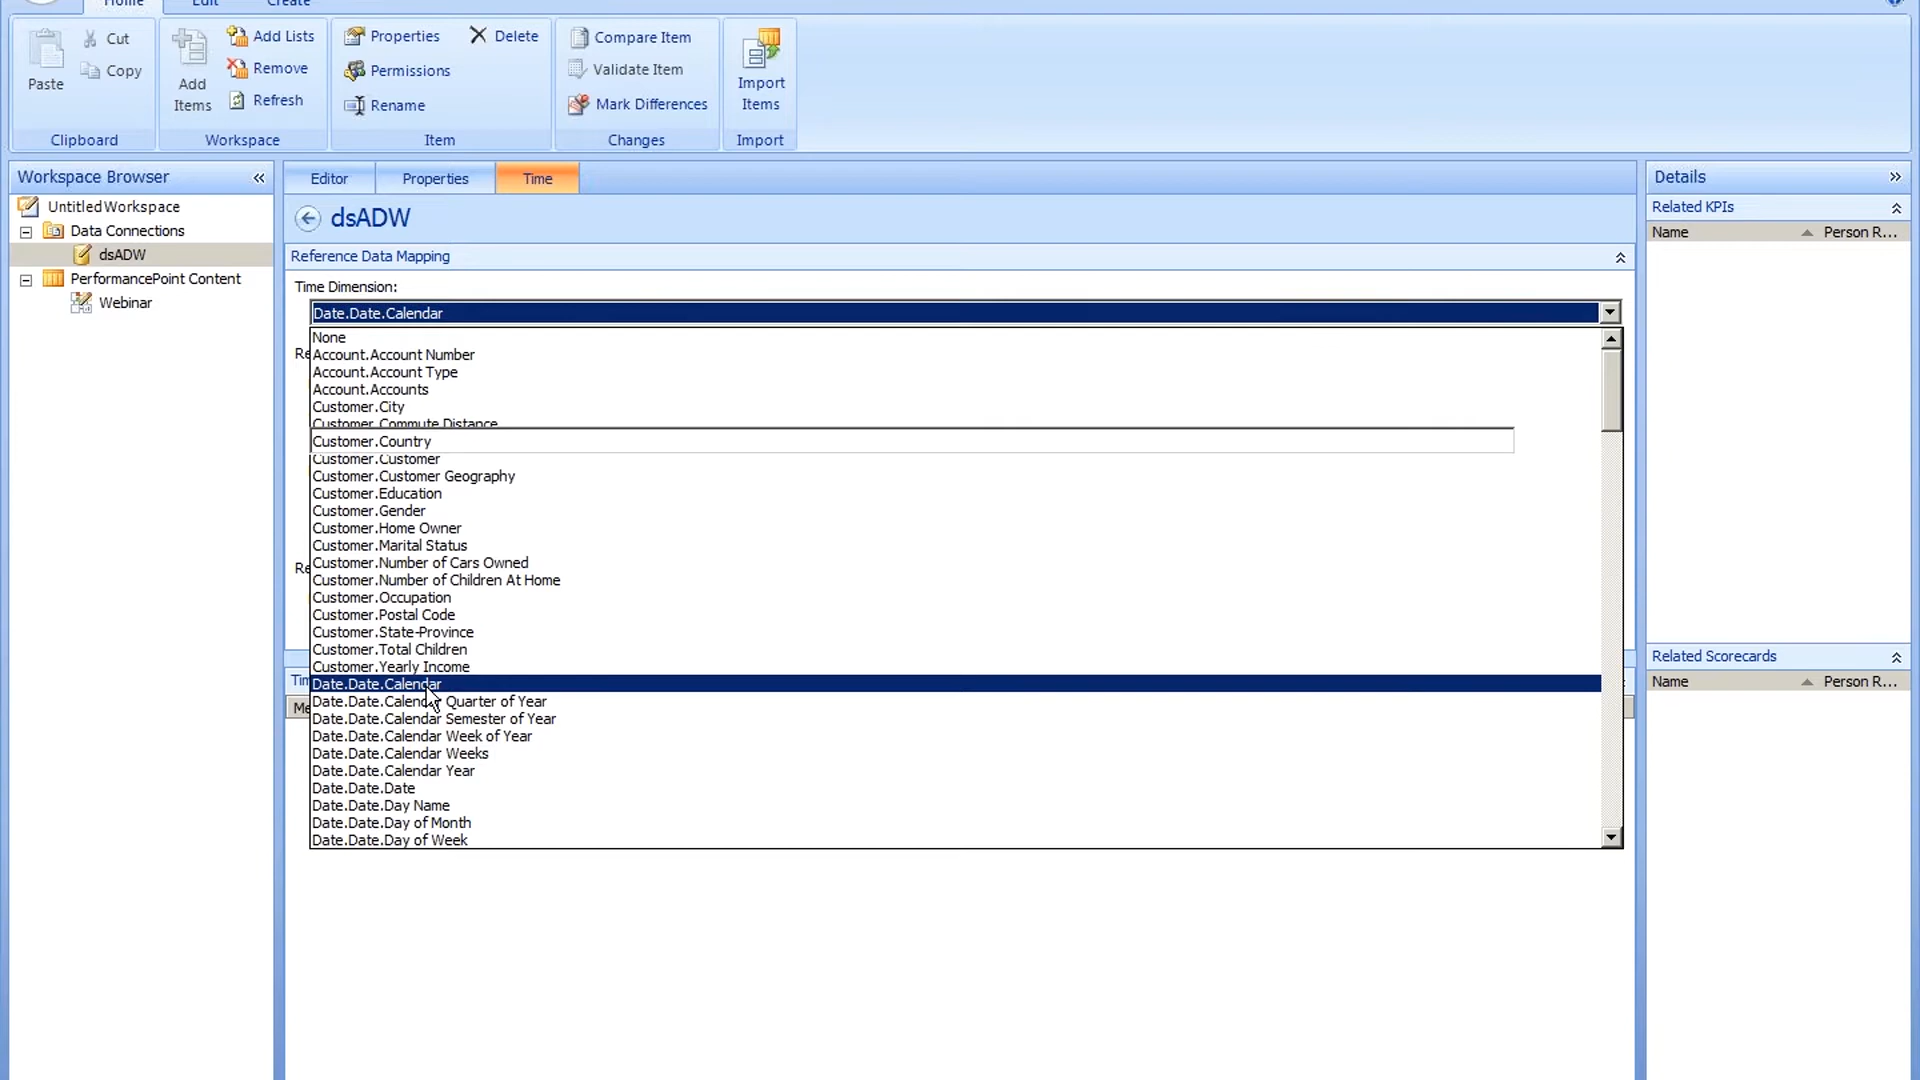 Home Edit Create
Paste
Cut
Copy
Clipboard
Add Items
Add Lists
Remove
Refresh
Workspace
Properties
Delete
Permissions
Rename
Item
Compare Item
Validate Item
Mark Differences
Changes
Import Items
Import
Workspace Browser «
Untitled Workspace
Data Connections
dsADW
PerformancePoint Content
Webinar
Editor Properties Time
dsADW
Reference Data Mapping
Time Dimension:
Date.Date.Calendar
None
Re
Account.Account Number
Account.Account Type
Account.Accounts
Customer.City
Customer.Commute Distance
Customer.Country
Customer.Customer
Customer.Customer Geography
Customer.Education
Customer.Gender
Customer.Home Owner
Customer.Marital Status
Customer.Number of Cars Owned
Re
Customer.Number of Children At Home
Customer.Occupation
Customer.Postal Code
Customer.State-Province
Customer.Total Children
Customer.Yearly Income
Tim
Date.Date.Calendar
Me
Date.Date.Calendar Quarter of Year
Date.Date.Calendar Semester of Year
Date.Date.Calendar Week of Year
Date.Date.Calendar Weeks
Date.Date.Calendar Year
Date.Date.Date
Date.Date.Day Name
Date.Date.Day of Month
Date.Date.Day of Week
Details »
Related KPIs
Name Person R...
Related Scorecards
Name Person R...